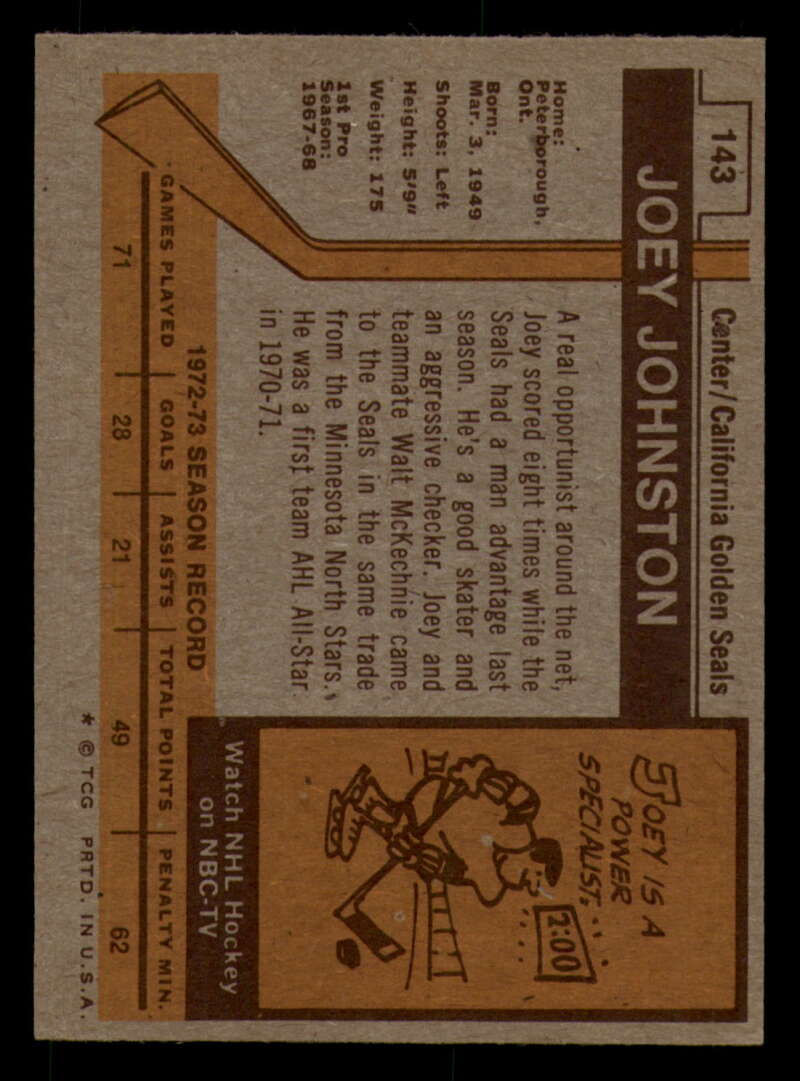 143
Center/California Golden Seals
JOEY JOHNSTON
Home:
Peterborough,
Ont.
Born:
Mar. 3, 1949
Shoots: Left
Height: 5'9"
Weight: 175
1st Pro
Season:
1967-68
A real opportunist around the net,
Joey scored eight times while the
Seals had a man advantage last
season. He's a good skater and
an aggressive checker. Joey and
teammate Walt McKechnie came
to the Seals in the same trade
from the Minnesota North Stars.
He was a first team AHL All-Star
in 1970-71.
JOEY IS A
POWER
SPECIALIST.
2:00
Watch NHL Hockey
on NBC-TV
1972-73 SEASON RECORD
GAMES PLAYED GOALS ASSISTS TOTAL POINTS PENALTY MIN.
71 28 21 49 62
* © TCG PRTD. IN U.S.A.